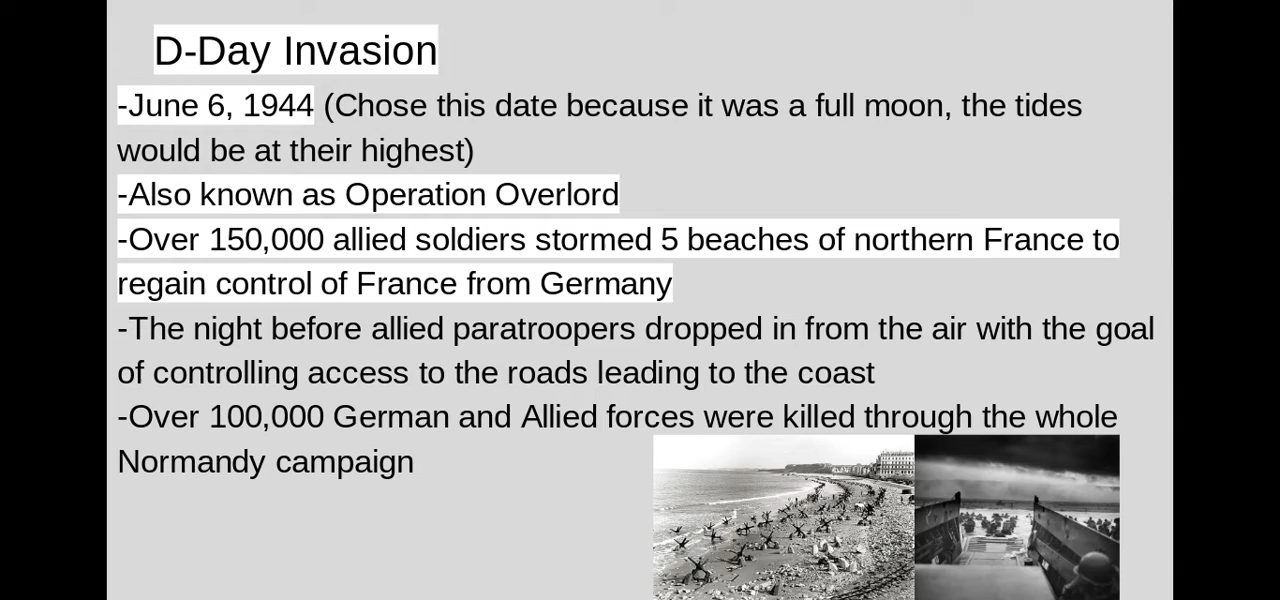 D-Day Invasion
-June 6, 1944 (Chose this date because it was a full moon, the tides
would be at their highest)
-Also known as Operation Overlord
-Over 150,000 allied soldiers stormed 5 beaches of northern France to
regain control of France from Germany
-The night before allied paratroopers dropped in from the air with the goal
of controlling access to the roads leading to the coast
-Over 100,000 German and Allied forces were killed through the whole
Normandy campaign